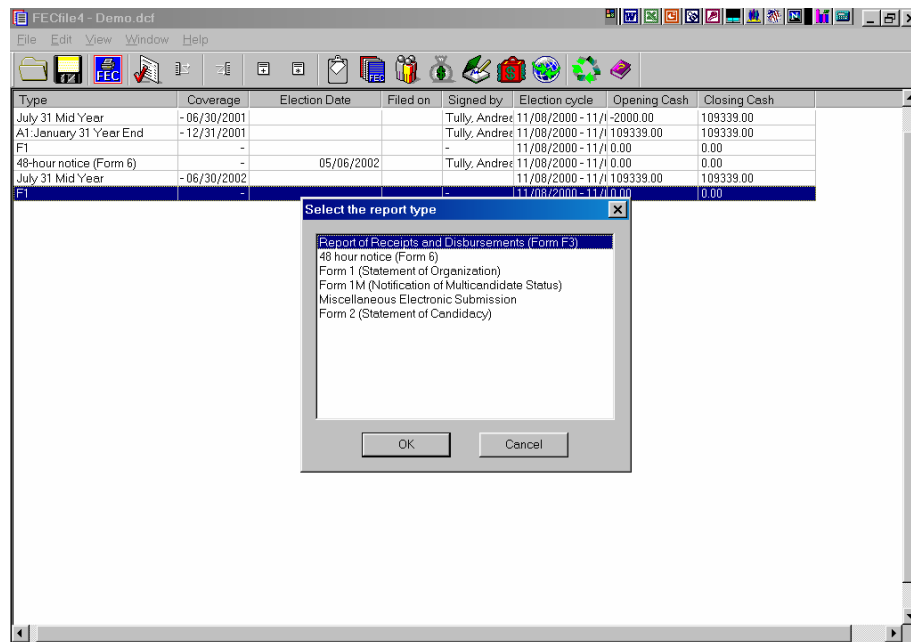 FECfile4 - Demo.dcf
File Edit View Window Help
FEC FEC
Type Coverage Election Date Filed on Signed by Election cycle Opening Cash Closing Cash
July 31 Mid Year - 06/30/2001 Tully, Andrea 11/08/2000 - 11/ -2000.00 109339.00
A1:January 31 Year End - 12/31/2001 Tully, Andrea 11/08/2000 - 11/ 109339.00 109339.00
F1 - - 11/08/2000 - 11/ 0.00 0.00
48-hour notice (Form 6) - 05/06/2002 Tully, Andrea 11/08/2000 - 11/ 0.00 0.00
July 31 Mid Year - 06/30/2002 11/08/2000 - 11/ 109339.00 109339.00
F1 - - 11/08/2000 - 11/ 0.00 0.00
Select the report type
Report of Receipts and Disbursements (Form F3)
48 hour notice (Form 6)
Form 1 (Statement of Organization)
Form 1M (Notification of Multicandidate Status)
Miscellaneous Electronic Submission
Form 2 (Statement of Candidacy)
OK Cancel